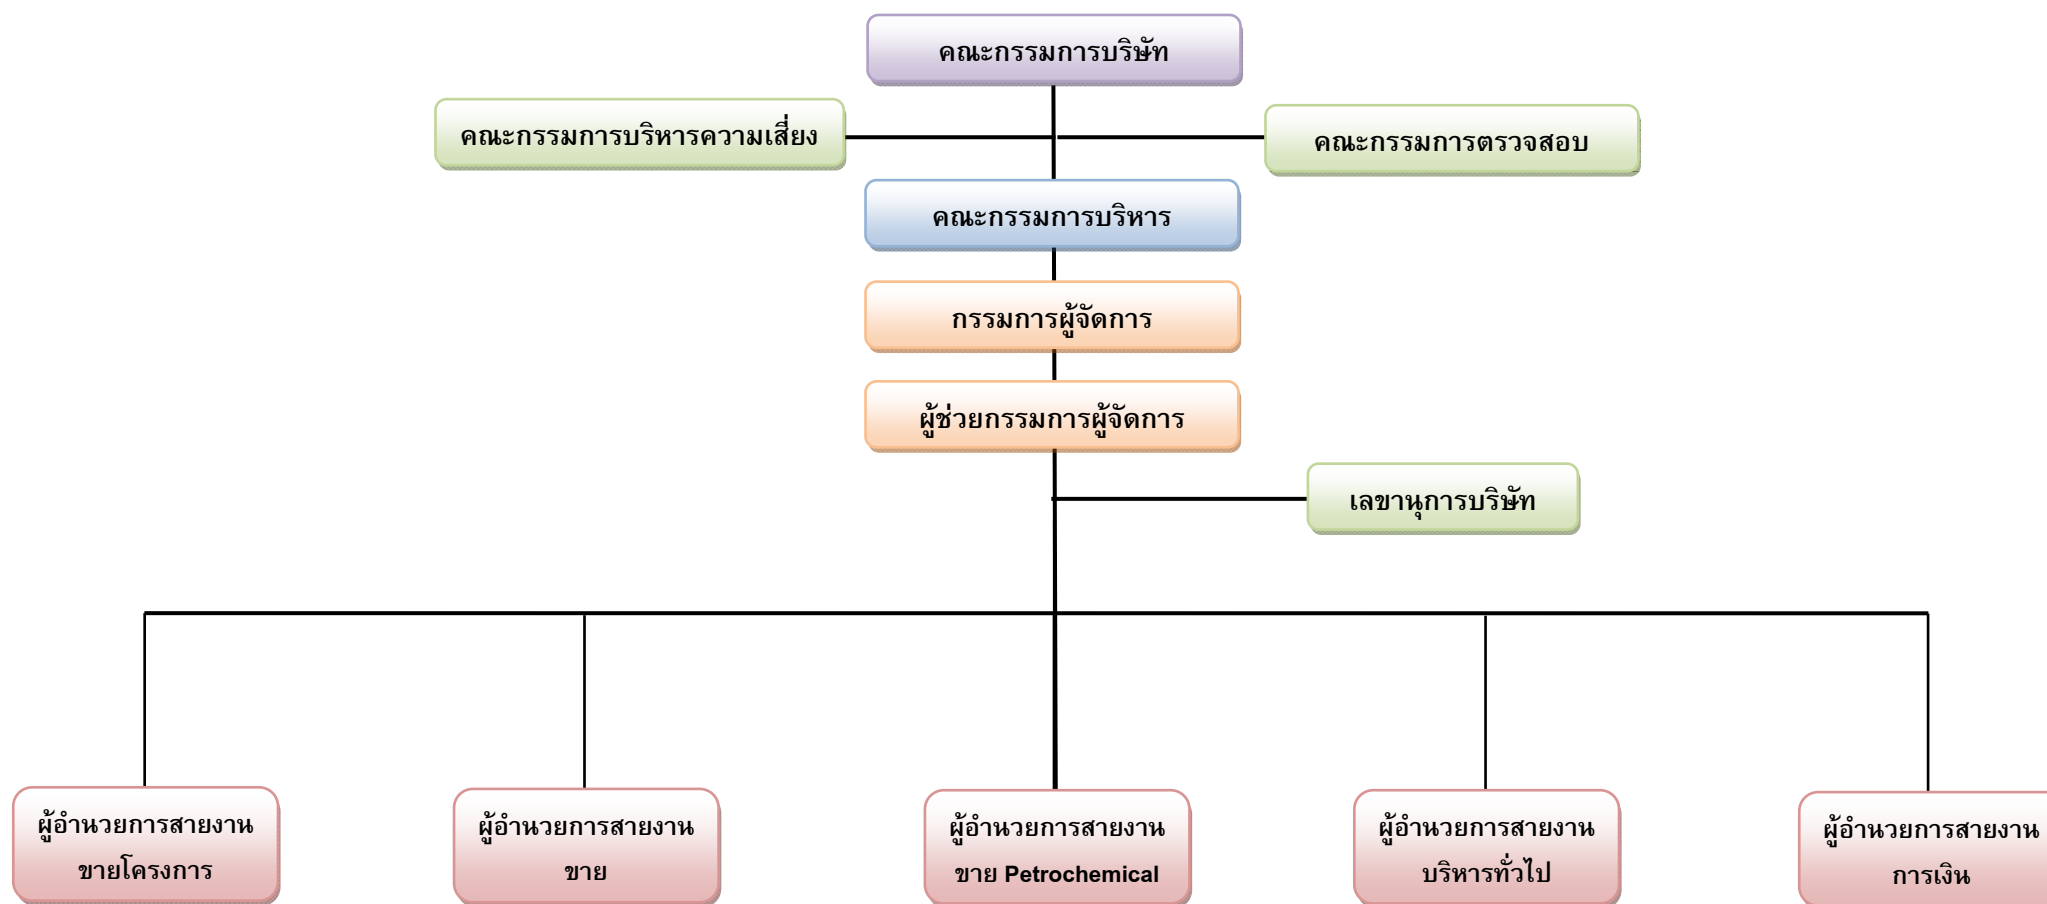 คณะกรรมการบริษัท
คณะกรรมการบริหารความเสี่ยง
คณะกรรมการตรวจสอบ
คณะกรรมการบริหาร
กรรมการผู้จัดการ
ผู้ช่วยกรรมการผู้จัดการ
เลขานุการบริษัท
ผู้อำนวยการสายงาน
ขายโครงการ
ผู้อำนวยการสายงาน
ขาย
ผู้อำนวยการสายงาน
ขาย Petrochemical
ผู้อำนวยการสายงาน
บริหารทั่วไป
ผู้อำนวยการสายงาน
การเงิน